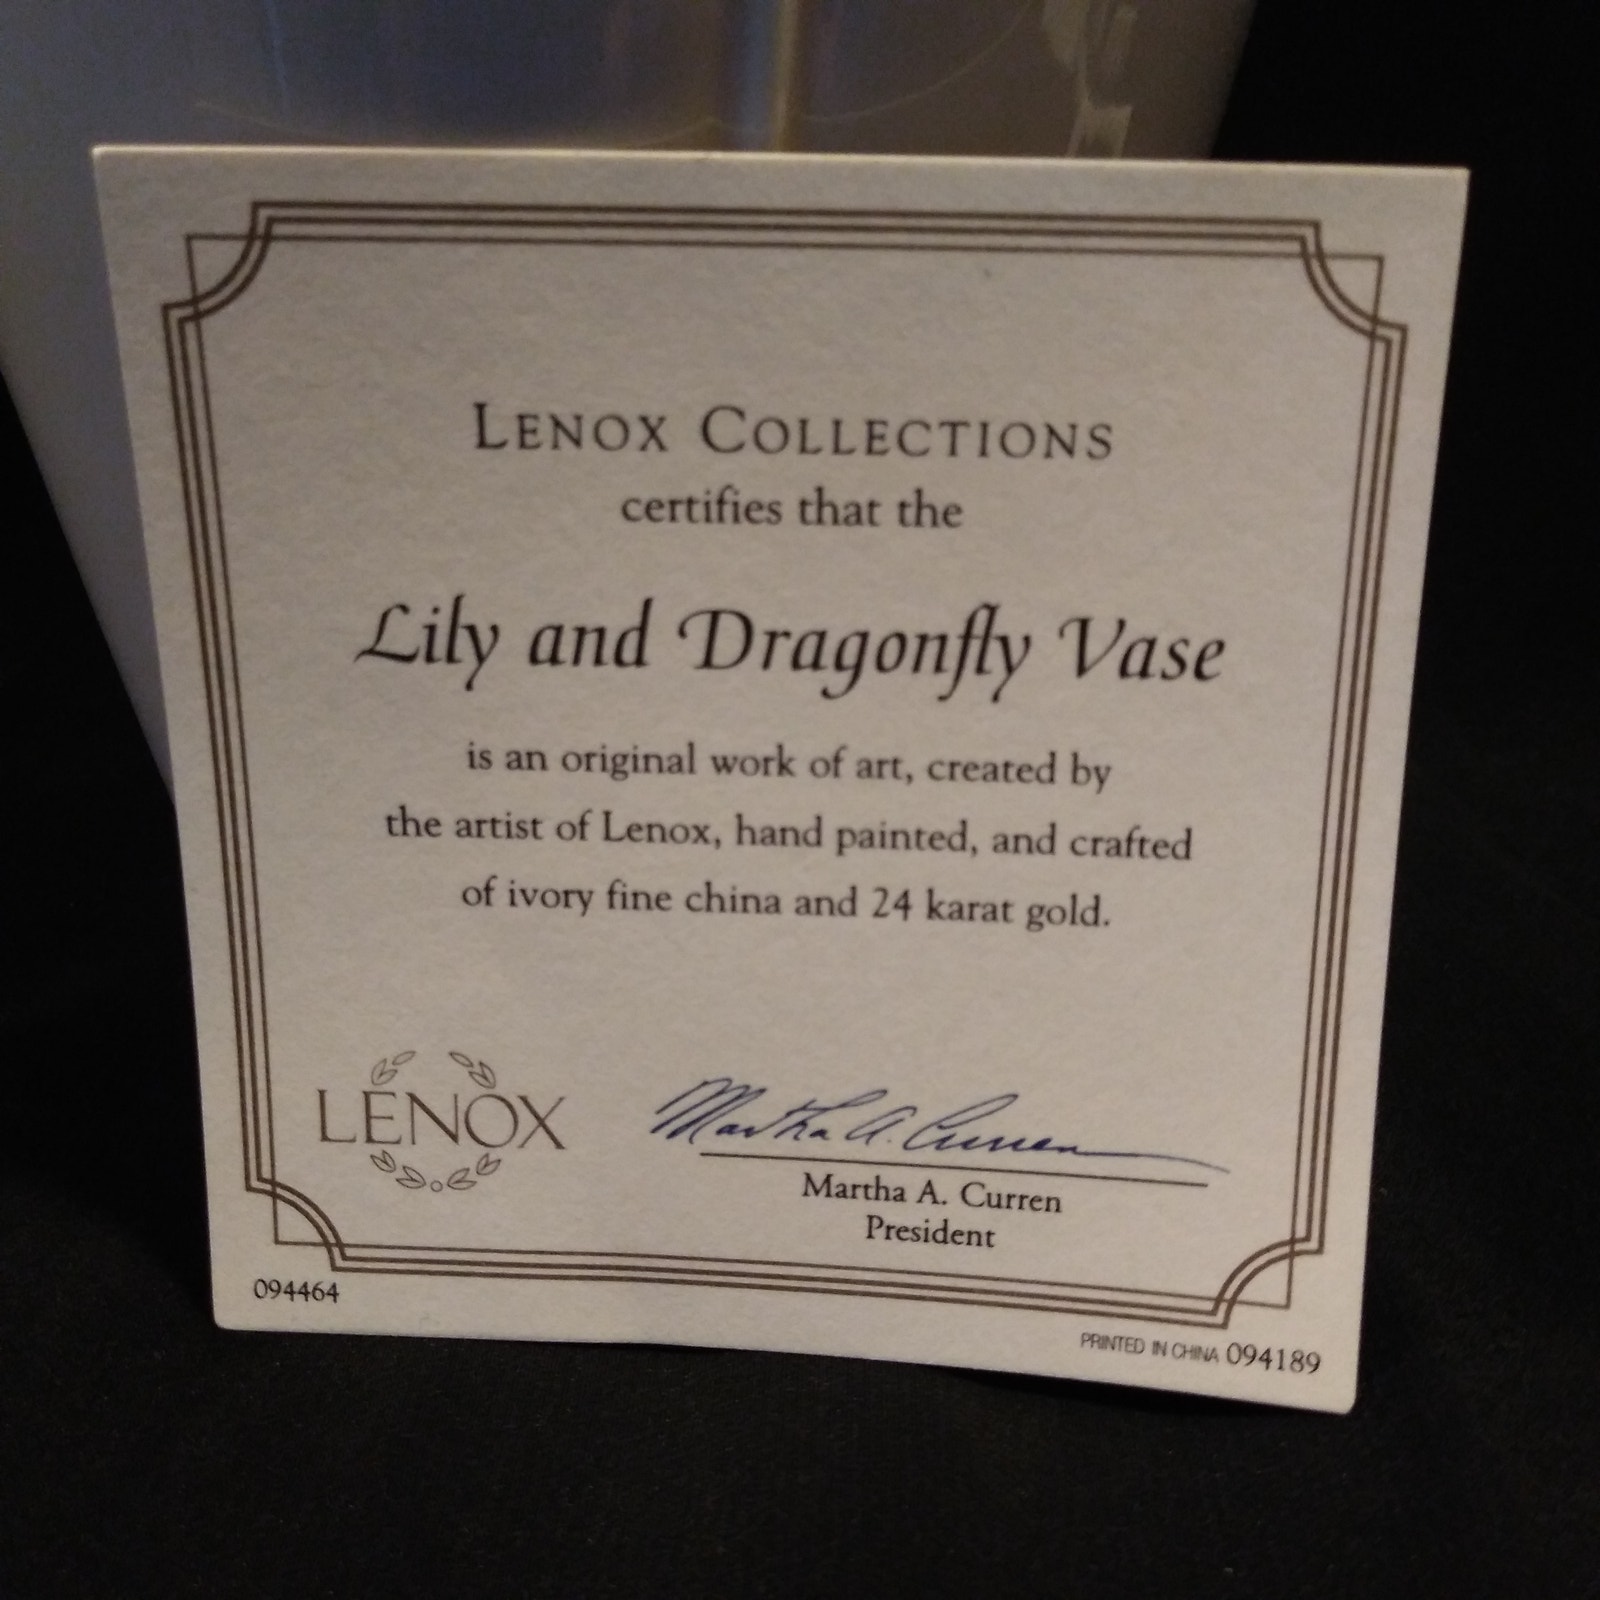 LENOX COLLECTIONS
certifies that the
Lily and Dragonfly Vase
is an original work of art, created by
the artist of Lenox, hand painted, and crafted
of ivory fine china and 24 karat gold.
LENOX
Martha A. Curren
Martha A. Curren
President
094464
PRINTED IN CHINA 094189